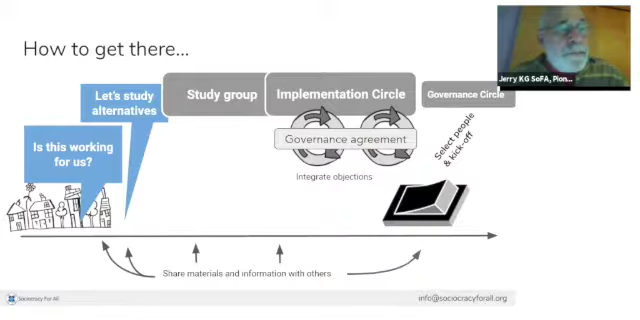 How to get there...
Jerry KG SoFA, Pion...
Let's study
alternatives
Study group
Implementation Circle
Governance Circle
Is this working
for us?
Governance agreement
Select people
& kick-off
Integrate objections
Share materials and information with others
Sociocracy For All
info@sociocracyforall.org